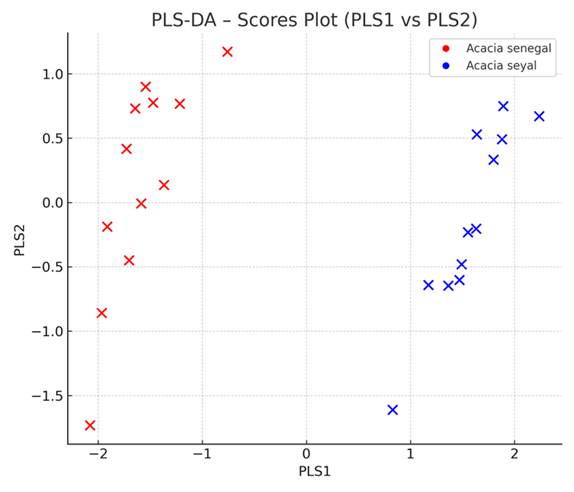 PLS-DA – Scores Plot (PLS1 vs PLS2)
Acacia senegal
Acacia seyal
1.0
0.5
0.0
−0.5
−1.0
−1.5
PLS2
−2 −1 0 1 2
PLS1